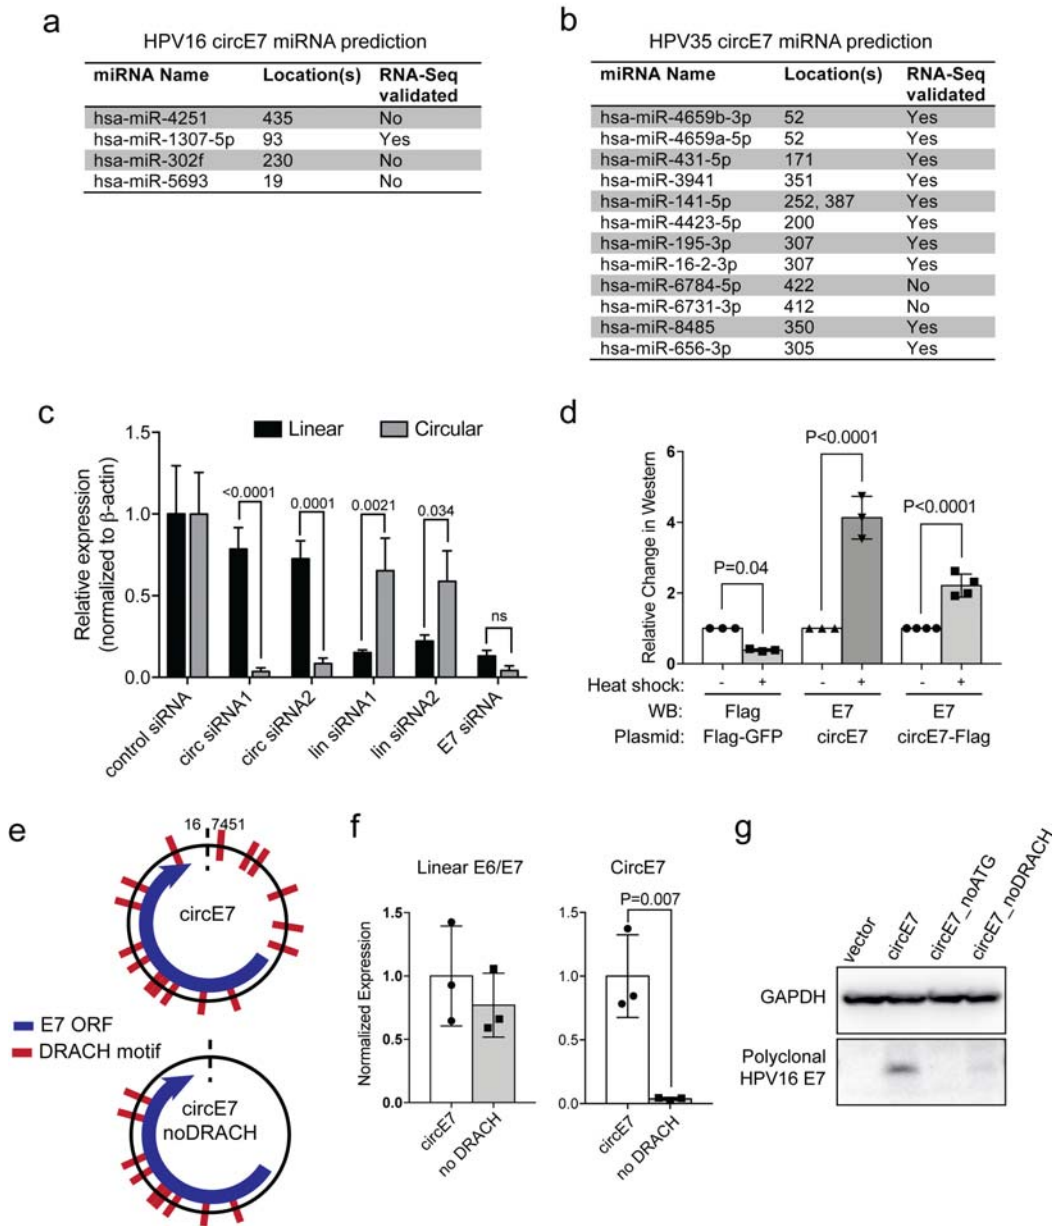 a
HPV16 circE7 miRNA prediction
miRNA Name Location(s) RNA-Seq validated
hsa-miR-4251 435 No
hsa-miR-1307-5p 93 Yes
hsa-miR-302f 230 No
hsa-miR-5693 19 No
b
HPV35 circE7 miRNA prediction
miRNA Name Location(s) RNA-Seq validated
hsa-miR-4659b-3p 52 Yes
hsa-miR-4659a-5p 52 Yes
hsa-miR-431-5p 171 Yes
hsa-miR-3941 351 Yes
hsa-miR-141-5p 252, 387 Yes
hsa-miR-4423-5p 200 Yes
hsa-miR-195-3p 307 Yes
hsa-miR-16-2-3p 307 Yes
hsa-miR-6784-5p 422 No
hsa-miR-6731-3p 412 No
hsa-miR-8485 350 Yes
hsa-miR-656-3p 305 Yes
c
Linear Circular
Relative expression
(normalized to β-actin)
1.5
1.0
0.5
0.0
<0.0001 0.0001 0.0021 0.034 ns
control siRNA
circ siRNA1
circ siRNA2
lin siRNA1
lin siRNA2
E7 siRNA
d
Relative Change in Western
6
4
2
0
P=0.04
P<0.0001
P<0.0001
Heat shock: - + - + - +
WB: Flag E7 E7
Plasmid: Flag-GFP circE7 circE7-Flag
e
16 7451
circE7
E7 ORF
DRACH motif
circE7
noDRACH
f
Linear E6/E7
Normalized Expression
1.5
1.0
0.5
0.0
circE7
no DRACH
CircE7
P=0.007
1.5
1.0
0.5
0.0
circE7
no DRACH
g
vector
circE7
circE7_noATG
circE7_noDRACH
GAPDH
Polyclonal
HPV16 E7